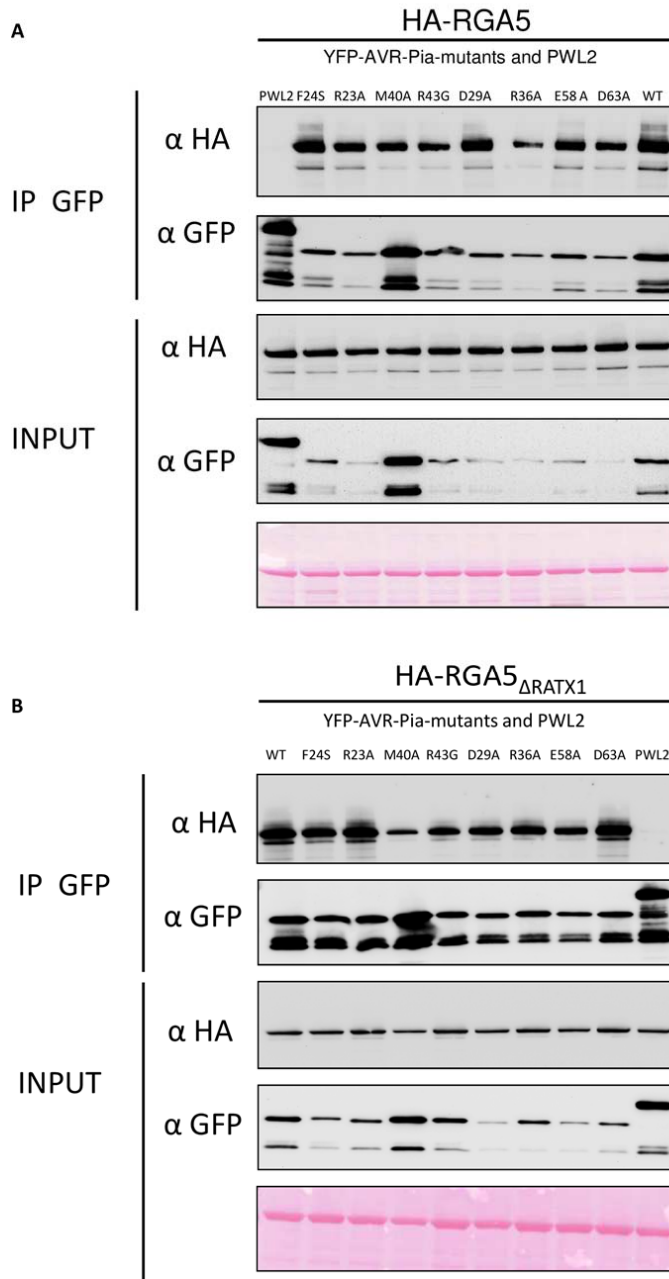 A
HA-RGA5
YFP-AVR-Pia-mutants and PWL2
PWL2 F24S R23A M40A R43G D29A R36A E58 A D63A WT
IP GFP
α HA
α GFP
INPUT
α HA
α GFP
B
HA-RGA5ΔRATX1
YFP-AVR-Pia-mutants and PWL2
WT F24S R23A M40A R43G D29A R36A E58A D63A PWL2
IP GFP
α HA
α GFP
INPUT
α HA
α GFP